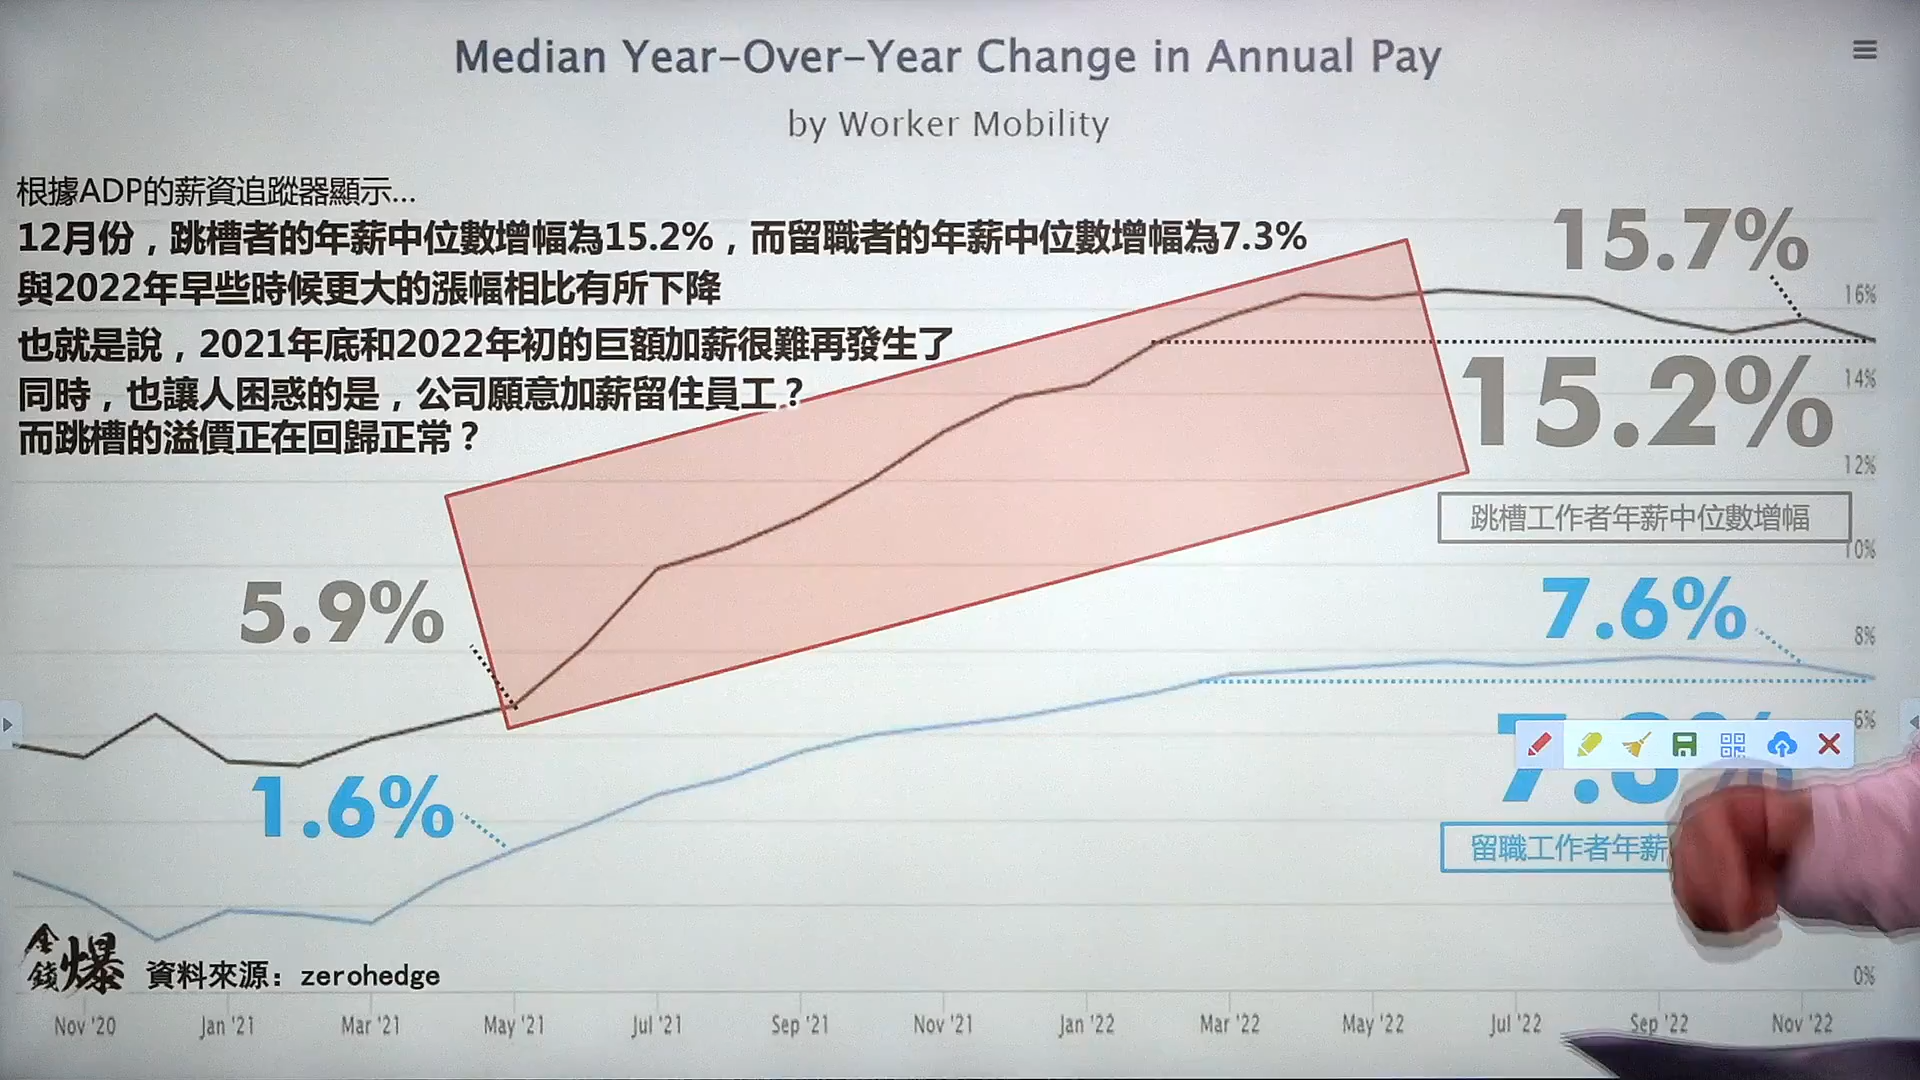 Median Year-Over-Year Change in Annual Pay
by Worker Mobility
根據ADP的薪資追蹤器顯示...
12月份，跳槽者的年薪中位數增幅為15.2%，而留職者的年薪中位數增幅為7.3%
與2022年早些時候更大的漲幅相比有所下降
也就是說，2021年底和2022年初的巨額加薪很難再發生了
同時，也讓人困惑的是，公司願意加薪留住員工？
而跳槽的溢價正在回歸正常？
15.7%
16%
15.2%
14%
12%
跳槽工作者年薪中位數增幅
10%
5.9%
7.6%
8%
6%
1.6%
留職工作者年薪
金錢爆
資料來源：zerohedge
0%
Nov '20 Jan '21 Mar '21 May '21 Jul '21 Sep '21 Nov '21 Jan '22 Mar '22 May '22 Jul '22 Sep '22 Nov '22